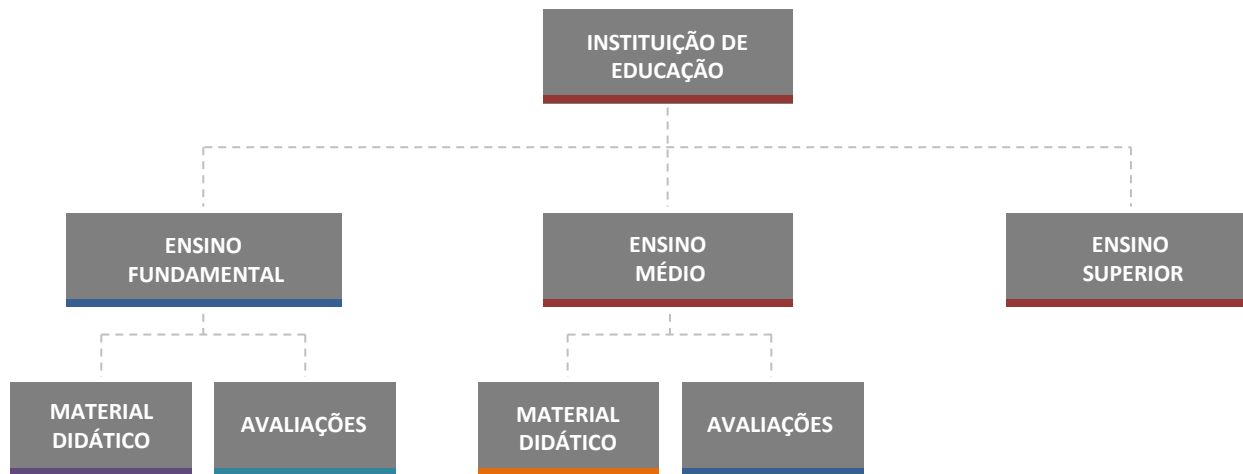 INSTITUIÇÃO DE
EDUCAÇÃO
ENSINO
FUNDAMENTAL
ENSINO
MÉDIO
ENSINO
SUPERIOR
MATERIAL
DIDÁTICO
AVALIAÇÕES
MATERIAL
DIDÁTICO
AVALIAÇÕES